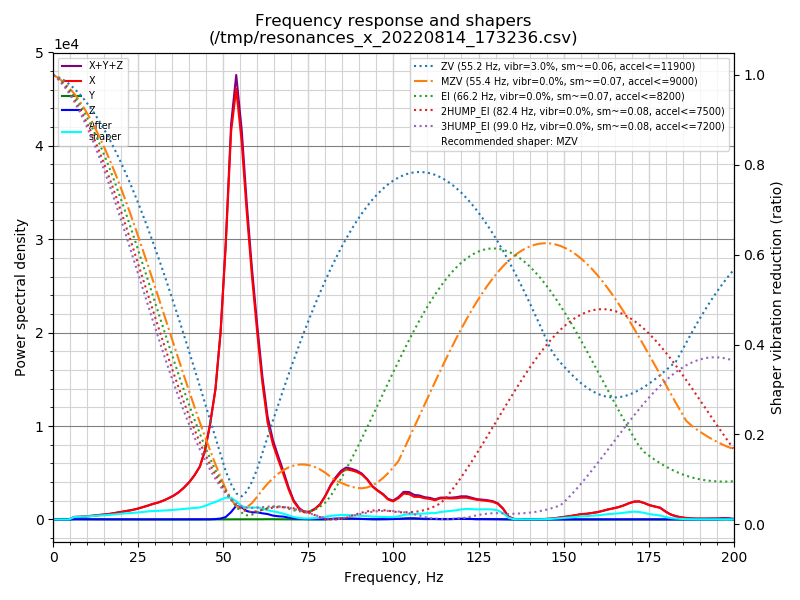 Frequency response and shapers
(/tmp/resonances_x_20220814_173236.csv)
1e4
5
4
3
2
1
0
Power spectral density
X+Y+Z
X
Y
Z
After
shaper
ZV (55.2 Hz, vibr=3.0%, sm~=0.06, accel<=11900)
MZV (55.4 Hz, vibr=0.0%, sm~=0.07, accel<=9000)
EI (66.2 Hz, vibr=0.0%, sm~=0.07, accel<=8200)
2HUMP_EI (82.4 Hz, vibr=0.0%, sm~=0.08, accel<=7500)
3HUMP_EI (99.0 Hz, vibr=0.0%, sm~=0.08, accel<=7200)
Recommended shaper: MZV
1.0
0.8
0.6
0.4
0.2
0.0
Shaper vibration reduction (ratio)
0 25 50 75 100 125 150 175 200
Frequency, Hz